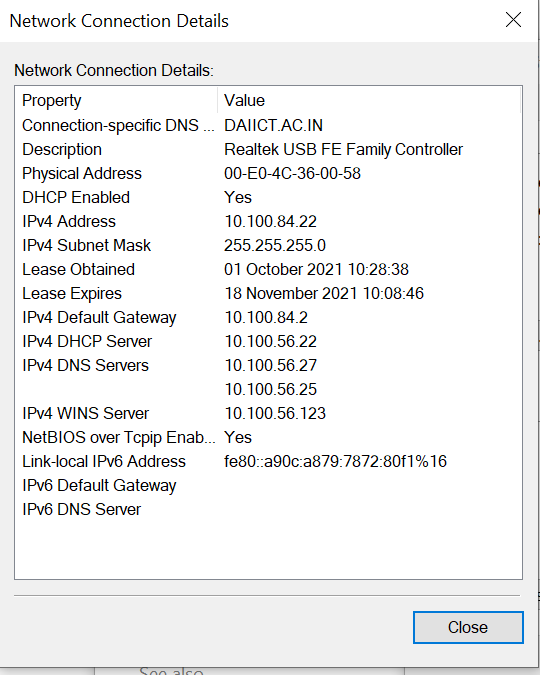 Network Connection Details
Network Connection Details:
Property Value
Connection-specific DNS ... DAIICT.AC.IN
Description Realtek USB FE Family Controller
Physical Address 00-E0-4C-36-00-58
DHCP Enabled Yes
IPv4 Address 10.100.84.22
IPv4 Subnet Mask 255.255.255.0
Lease Obtained 01 October 2021 10:28:38
Lease Expires 18 November 2021 10:08:46
IPv4 Default Gateway 10.100.84.2
IPv4 DHCP Server 10.100.56.22
IPv4 DNS Servers 10.100.56.27
10.100.56.25
IPv4 WINS Server 10.100.56.123
NetBIOS over Tcpip Enab... Yes
Link-local IPv6 Address fe80::a90c:a879:7872:80f1%16
IPv6 Default Gateway
IPv6 DNS Server
Close
See also